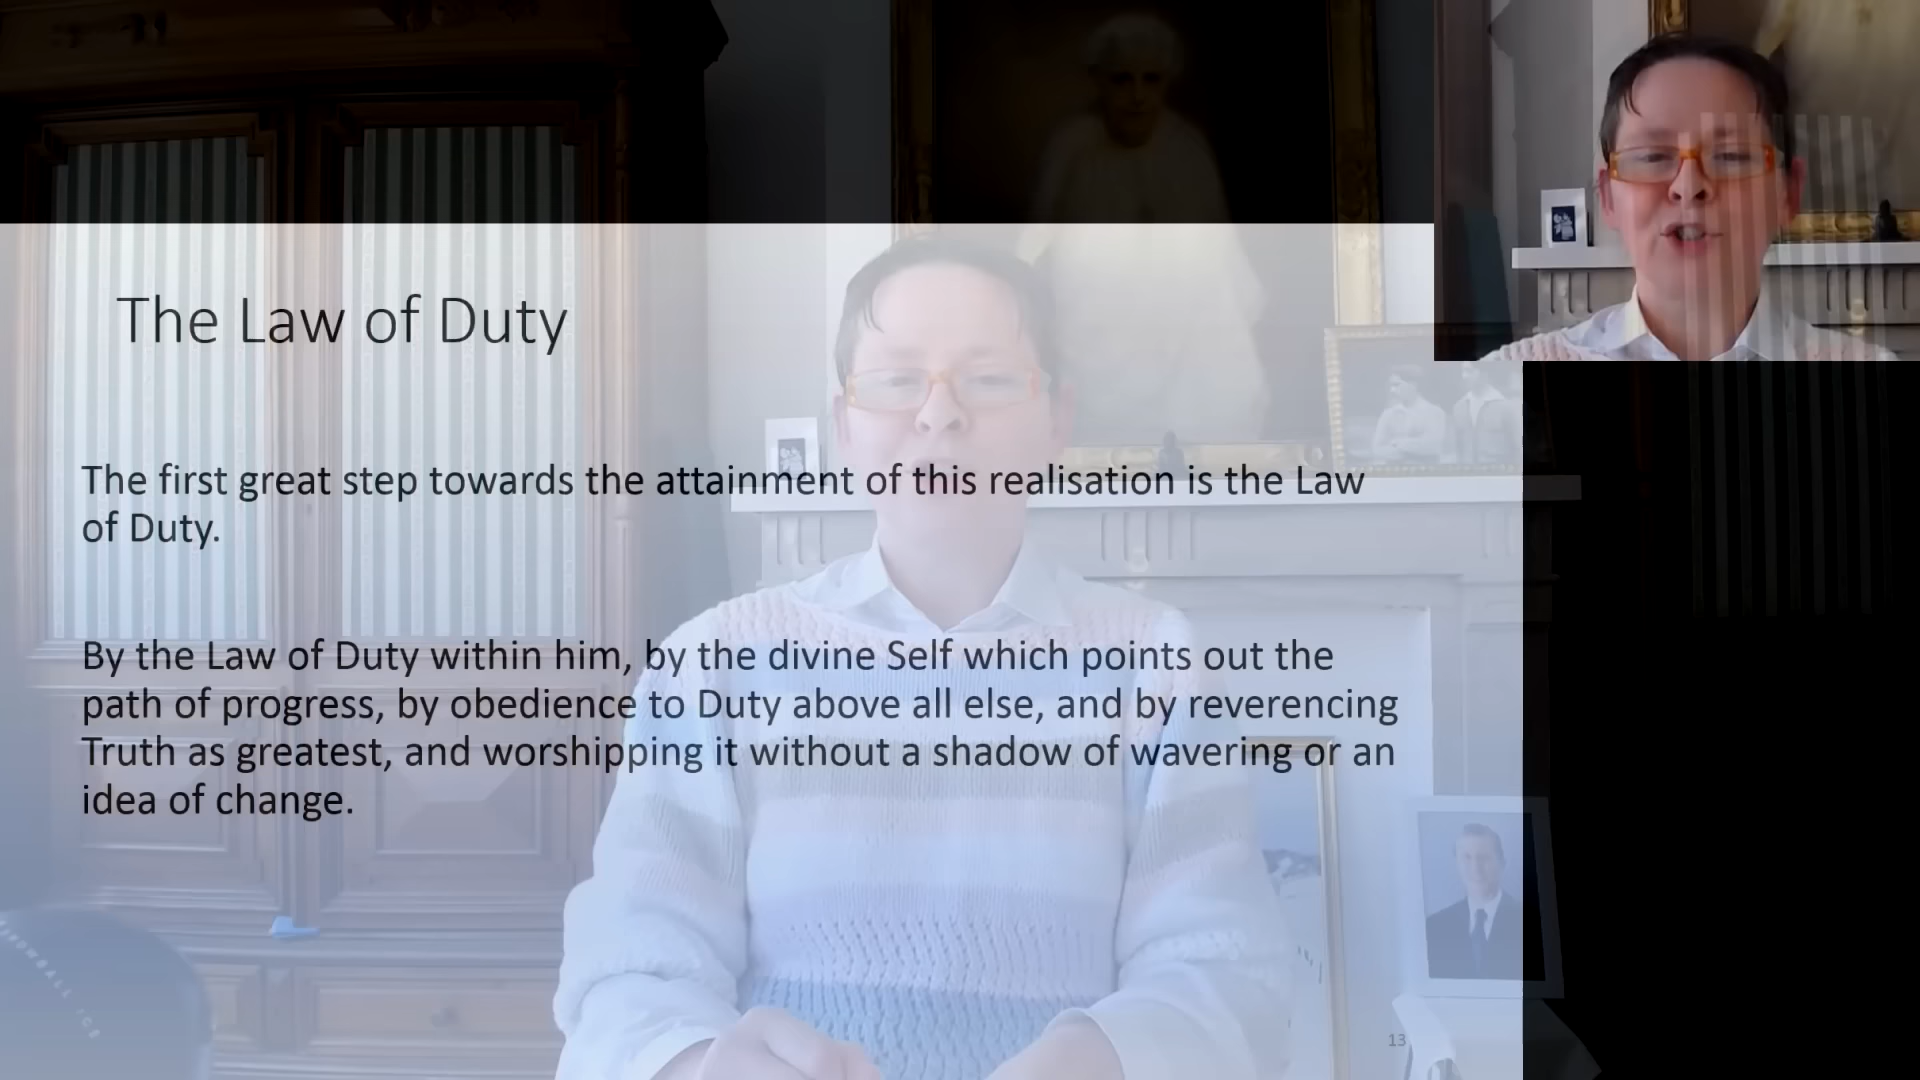 The Law of Duty
The first great step towards the attainment of this realisation is the Law
of Duty.
By the Law of Duty within him, by the divine Self which points out the
path of progress, by obedience to Duty above all else, and by reverencing
Truth as greatest, and worshipping it without a shadow of wavering or an
idea of change.
SNOWBALL ICE
13